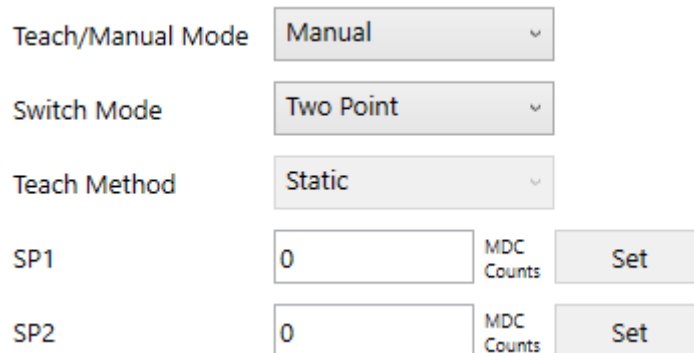 Teach/Manual Mode Manual
Switch Mode Two Point
Teach Method Static
SP1 0 MDC Counts Set
SP2 0 MDC Counts Set